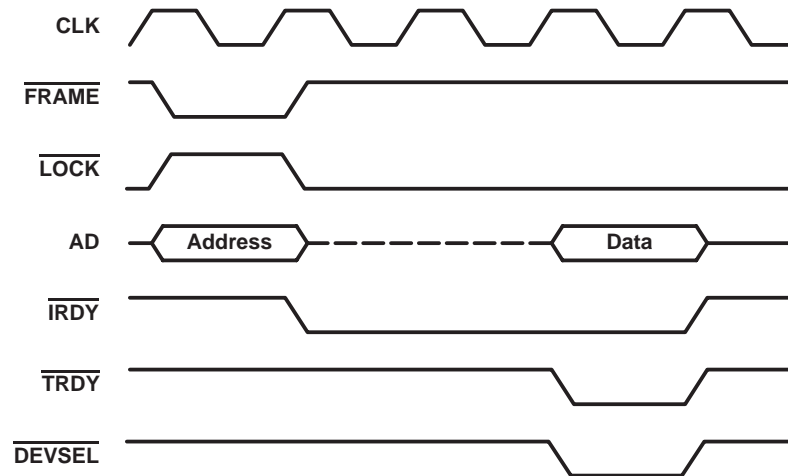 CLK
FRAME
LOCK
AD Address Data
IRDY
TRDY
DEVSEL